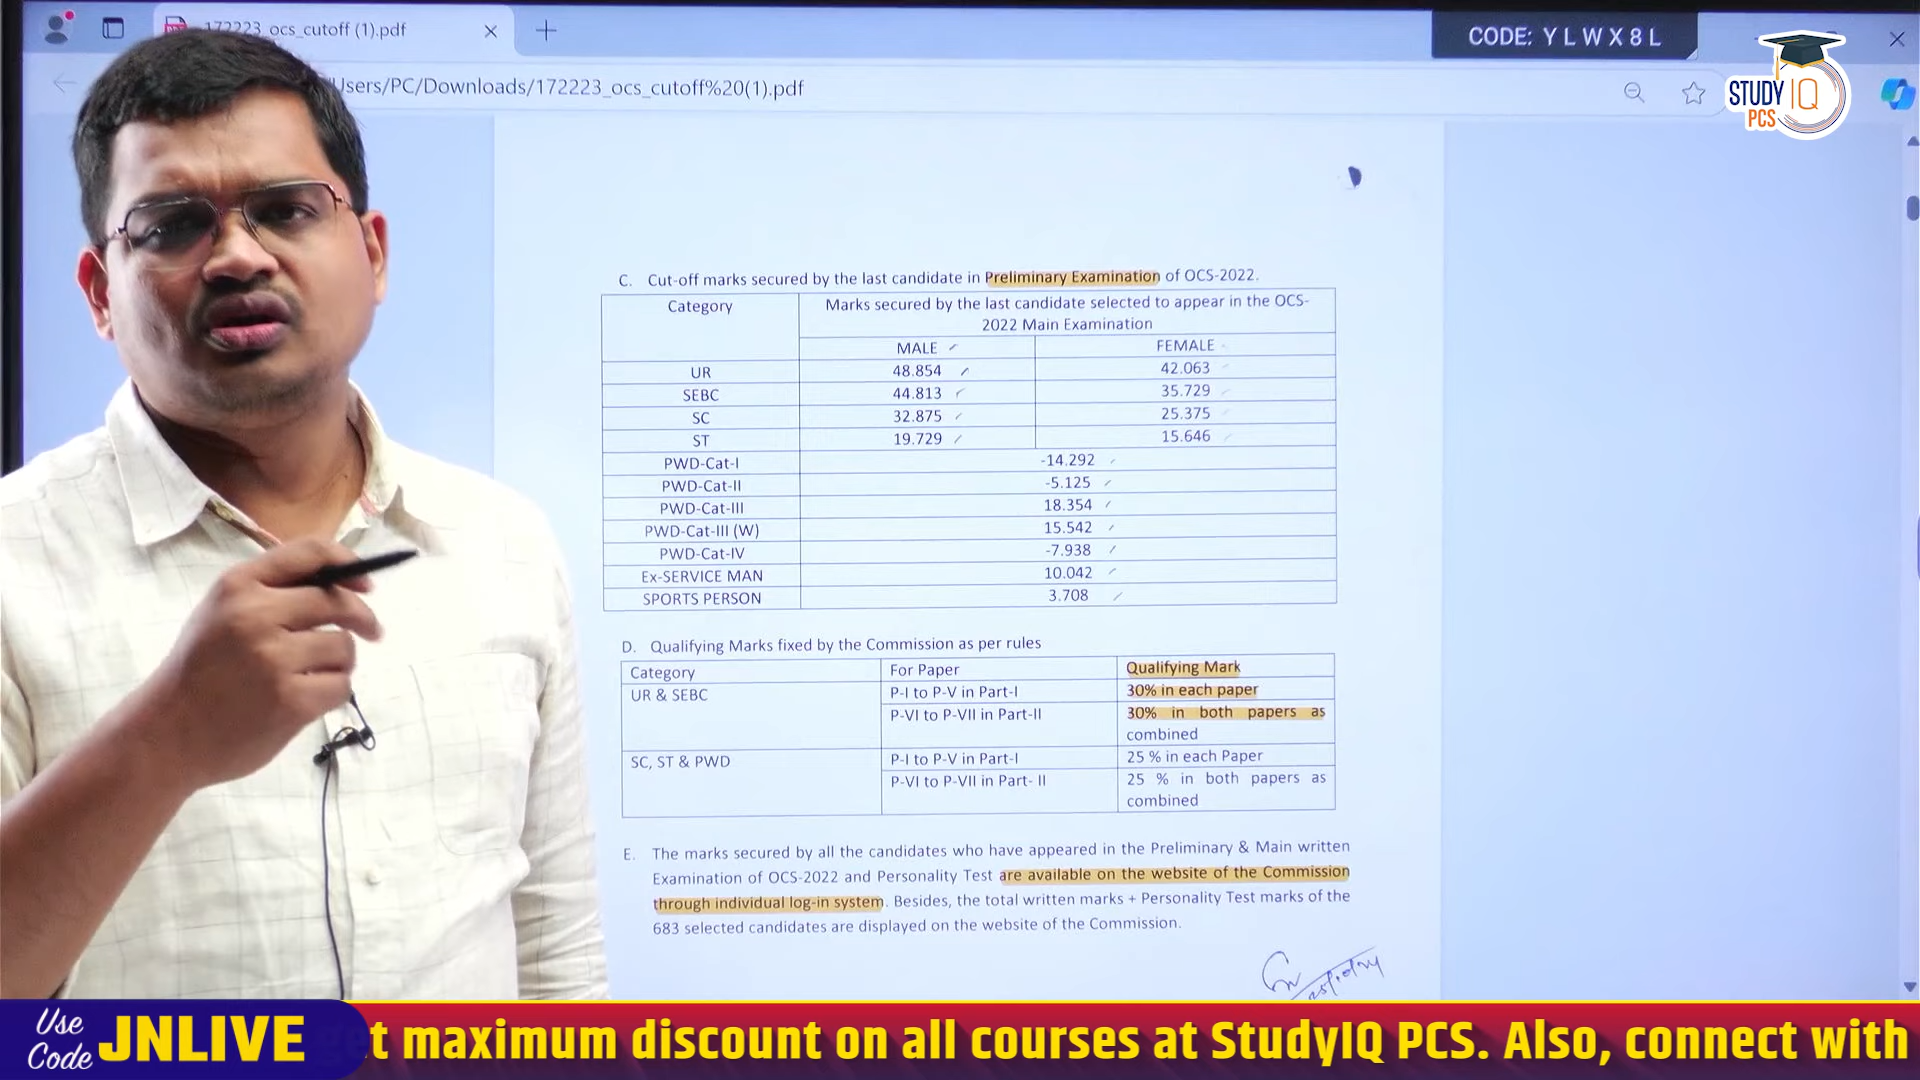 172223_ocs_cutoff (1).pdf
CODE: Y L W X 8 L
Users/PC/Downloads/172223_ocs_cutoff%20(1).pdf
STUDY IQ
PCS
C. Cut-off marks secured by the last candidate in Preliminary Examination of OCS-2022.
Category
Marks secured by the last candidate selected to appear in the OCS-
2022 Main Examination
MALE FEMALE
UR 48.854 42.063
SEBC 44.813 35.729
SC 32.875 25.375
ST 19.729 15.646
PWD-Cat-I -14.292
PWD-Cat-II -5.125
PWD-Cat-III 18.354
PWD-Cat-III (W) 15.542
PWD-Cat-IV -7.938
Ex-SERVICE MAN 10.042
SPORTS PERSON 3.708
D. Qualifying Marks fixed by the Commission as per rules
Category For Paper Qualifying Mark
UR & SEBC P-I to P-V in Part-I 30% in each paper
P-VI to P-VII in Part-II 30% in both papers as
combined
SC, ST & PWD P-I to P-V in Part-I 25 % in each Paper
P-VI to P-VII in Part- II 25 % in both papers as
combined
E. The marks secured by all the candidates who have appeared in the Preliminary & Main written
Examination of OCS-2022 and Personality Test are available on the website of the Commission
through individual log-in system. Besides, the total written marks + Personality Test marks of the
683 selected candidates are displayed on the website of the Commission.
Use
Code JNLIVE
get maximum discount on all courses at StudyIQ PCS. Also, connect with